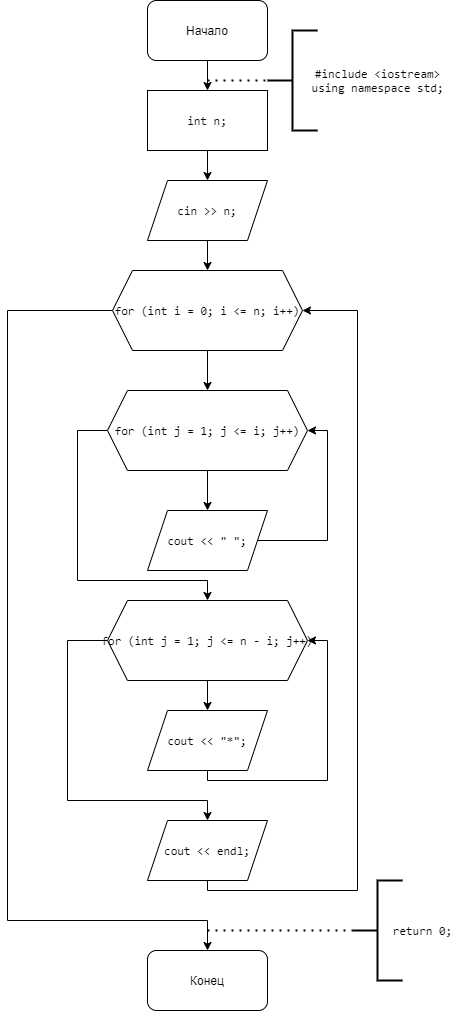 Начало
#include <iostream>
using namespace std;
int n;
cin >> n;
for (int i = 0; i <= n; i++)
for (int j = 1; j <= i; j++)
cout << " ";
for (int j = 1; j <= n - i; j++)
cout << "*";
cout << endl;
return 0;
Конец